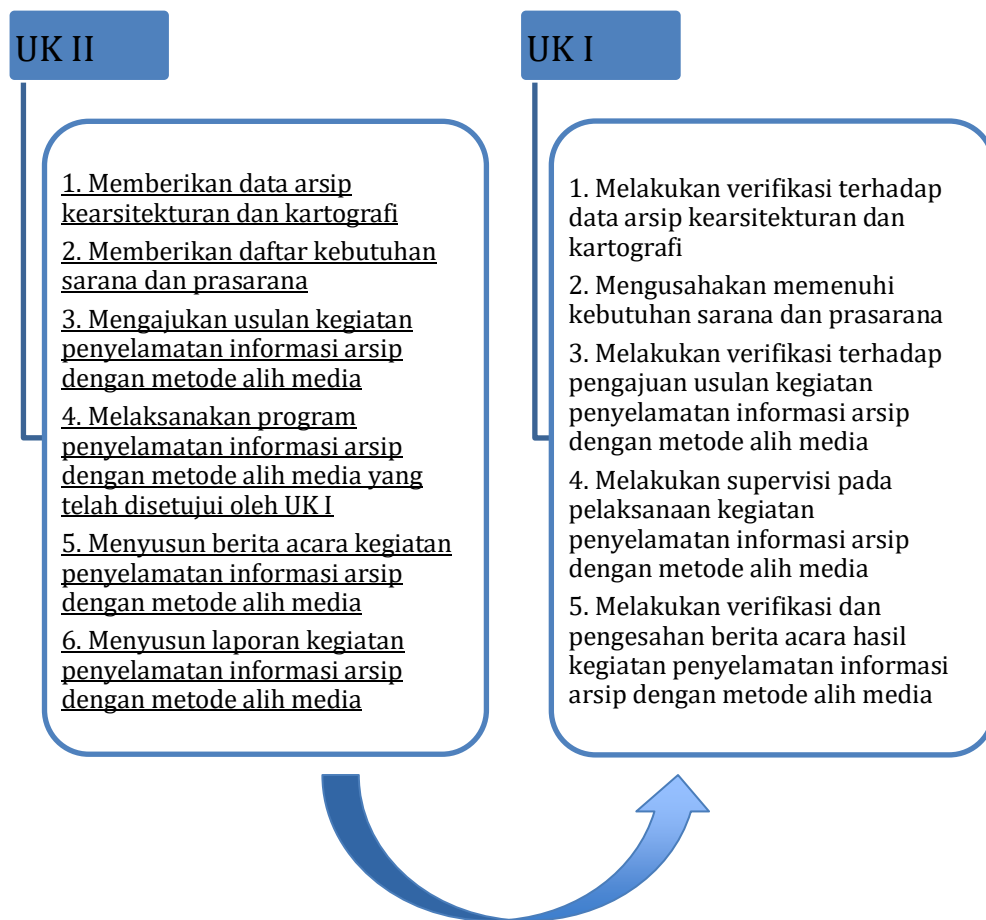 UK II
1. Memberikan data arsip
kearsitekturan dan kartografi
2. Memberikan daftar kebutuhan
sarana dan prasarana
3. Mengajukan usulan kegiatan
penyelamatan informasi arsip
dengan metode alih media
4. Melaksanakan program
penyelamatan informasi arsip
dengan metode alih media yang
telah disetujui oleh UK I
5. Menyusun berita acara kegiatan
penyelamatan informasi arsip
dengan metode alih media
6. Menyusun laporan kegiatan
penyelamatan informasi arsip
dengan metode alih media
UK I
1. Melakukan verifikasi terhadap
data arsip kearsitekturan dan
kartografi
2. Mengusahakan memenuhi
kebutuhan sarana dan prasarana
3. Melakukan verifikasi terhadap
pengajuan usulan kegiatan
penyelamatan informasi arsip
dengan metode alih media
4. Melakukan supervisi pada
pelaksanaan kegiatan
penyelamatan informasi arsip
dengan metode alih media
5. Melakukan verifikasi dan
pengesahan berita acara hasil
kegiatan penyelamatan informasi
arsip dengan metode alih media